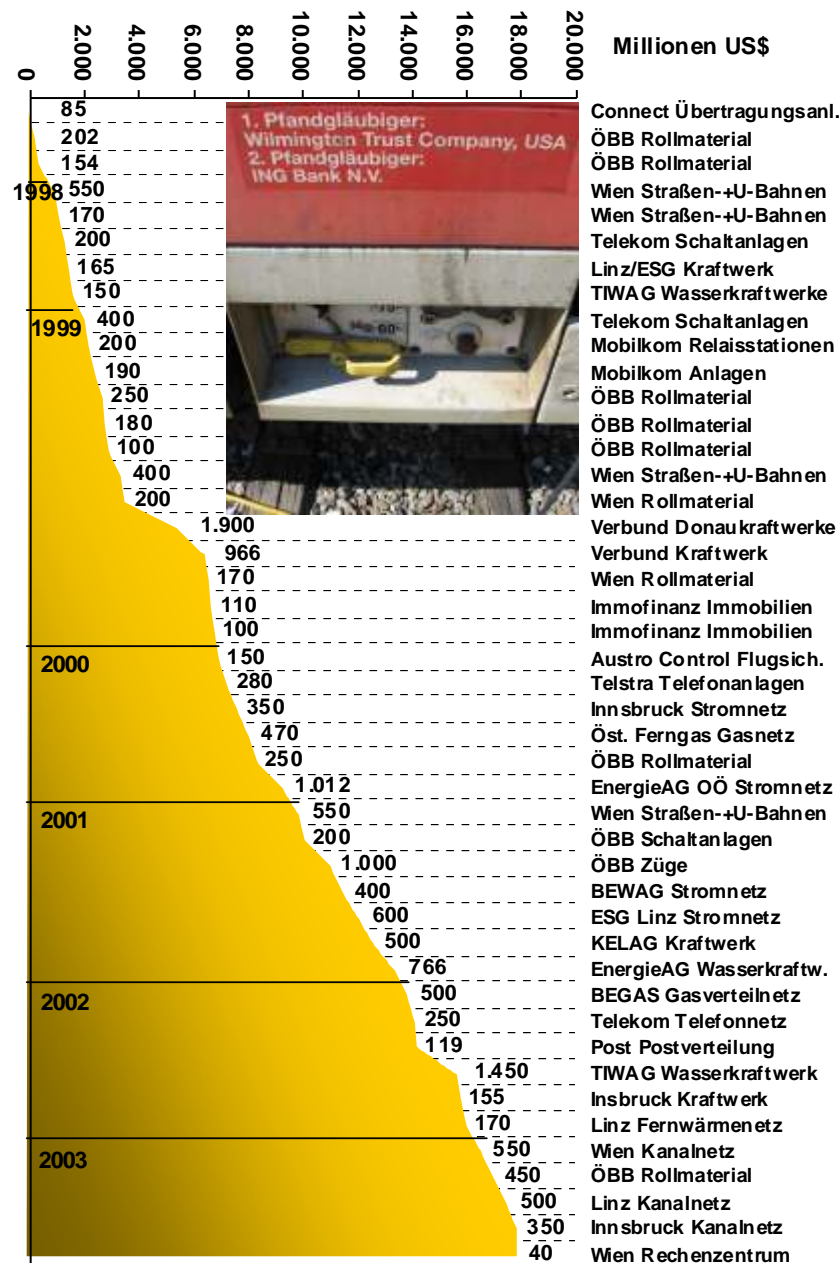 20.000
18.000
16.000
14.000
12.000
10.000
8.000
6.000
4.000
2.000
0
Millionen US$
85 Connect Übertragungsanl.
202 ÖBB Rollmaterial
154 ÖBB Rollmaterial
1998
550 Wien Straßen-+U-Bahnen
170 Wien Straßen-+U-Bahnen
200 Telekom Schaltanlagen
165 Linz/ESG Kraftwerk
150 TIWAG Wasserkraftwerke
1999
400 Telekom Schaltanlagen
200 Mobilkom Relaisstationen
190 Mobilkom Anlagen
250 ÖBB Rollmaterial
180 ÖBB Rollmaterial
100 ÖBB Rollmaterial
400 Wien Straßen-+U-Bahnen
200 Wien Rollmaterial
1.900 Verbund Donaukraftwerke
966 Verbund Kraftwerk
170 Wien Rollmaterial
110 Immofinanz Immobilien
100 Immofinanz Immobilien
2000
150 Austro Control Flugsich.
280 Telstra Telefonanlagen
350 Innsbruck Stromnetz
470 Öst. Ferngas Gasnetz
250 ÖBB Rollmaterial
1.012 EnergieAG OÖ Stromnetz
2001
550 Wien Straßen-+U-Bahnen
200 ÖBB Schaltanlagen
1.000 ÖBB Züge
400 BEWAG Stromnetz
600 ESG Linz Stromnetz
500 KELAG Kraftwerk
766 EnergieAG Wasserkraftw.
2002
500 BEGAS Gasverteilnetz
250 Telekom Telefonnetz
119 Post Postverteilung
1.450 TIWAG Wasserkraftwerk
155 Insbruck Kraftwerk
170 Linz Fernwärmenetz
2003
550 Wien Kanalnetz
450 ÖBB Rollmaterial
500 Linz Kanalnetz
350 Innsbruck Kanalnetz
40 Wien Rechenzentrum
1. Pfandgläubiger:
Wilmington Trust Company, USA
2. Pfandgläubiger:
ING Bank N.V.